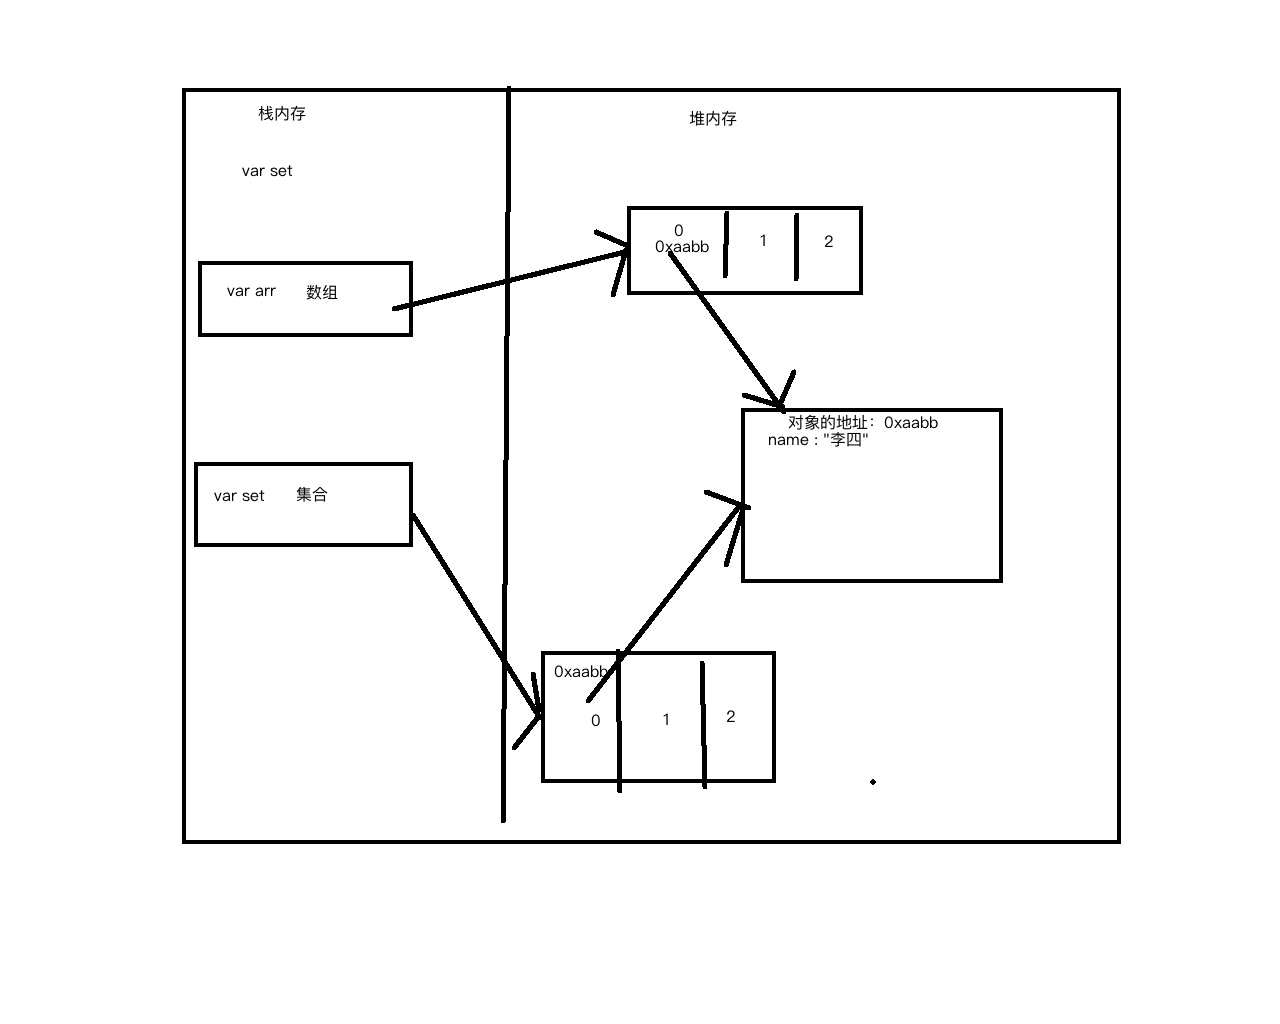 栈内存
堆内存
var set
0
0xaabb
1
2
var arr 数组
对象的地址：0xaabb
name : "李四"
var set 集合
0xaabb
0
1
2